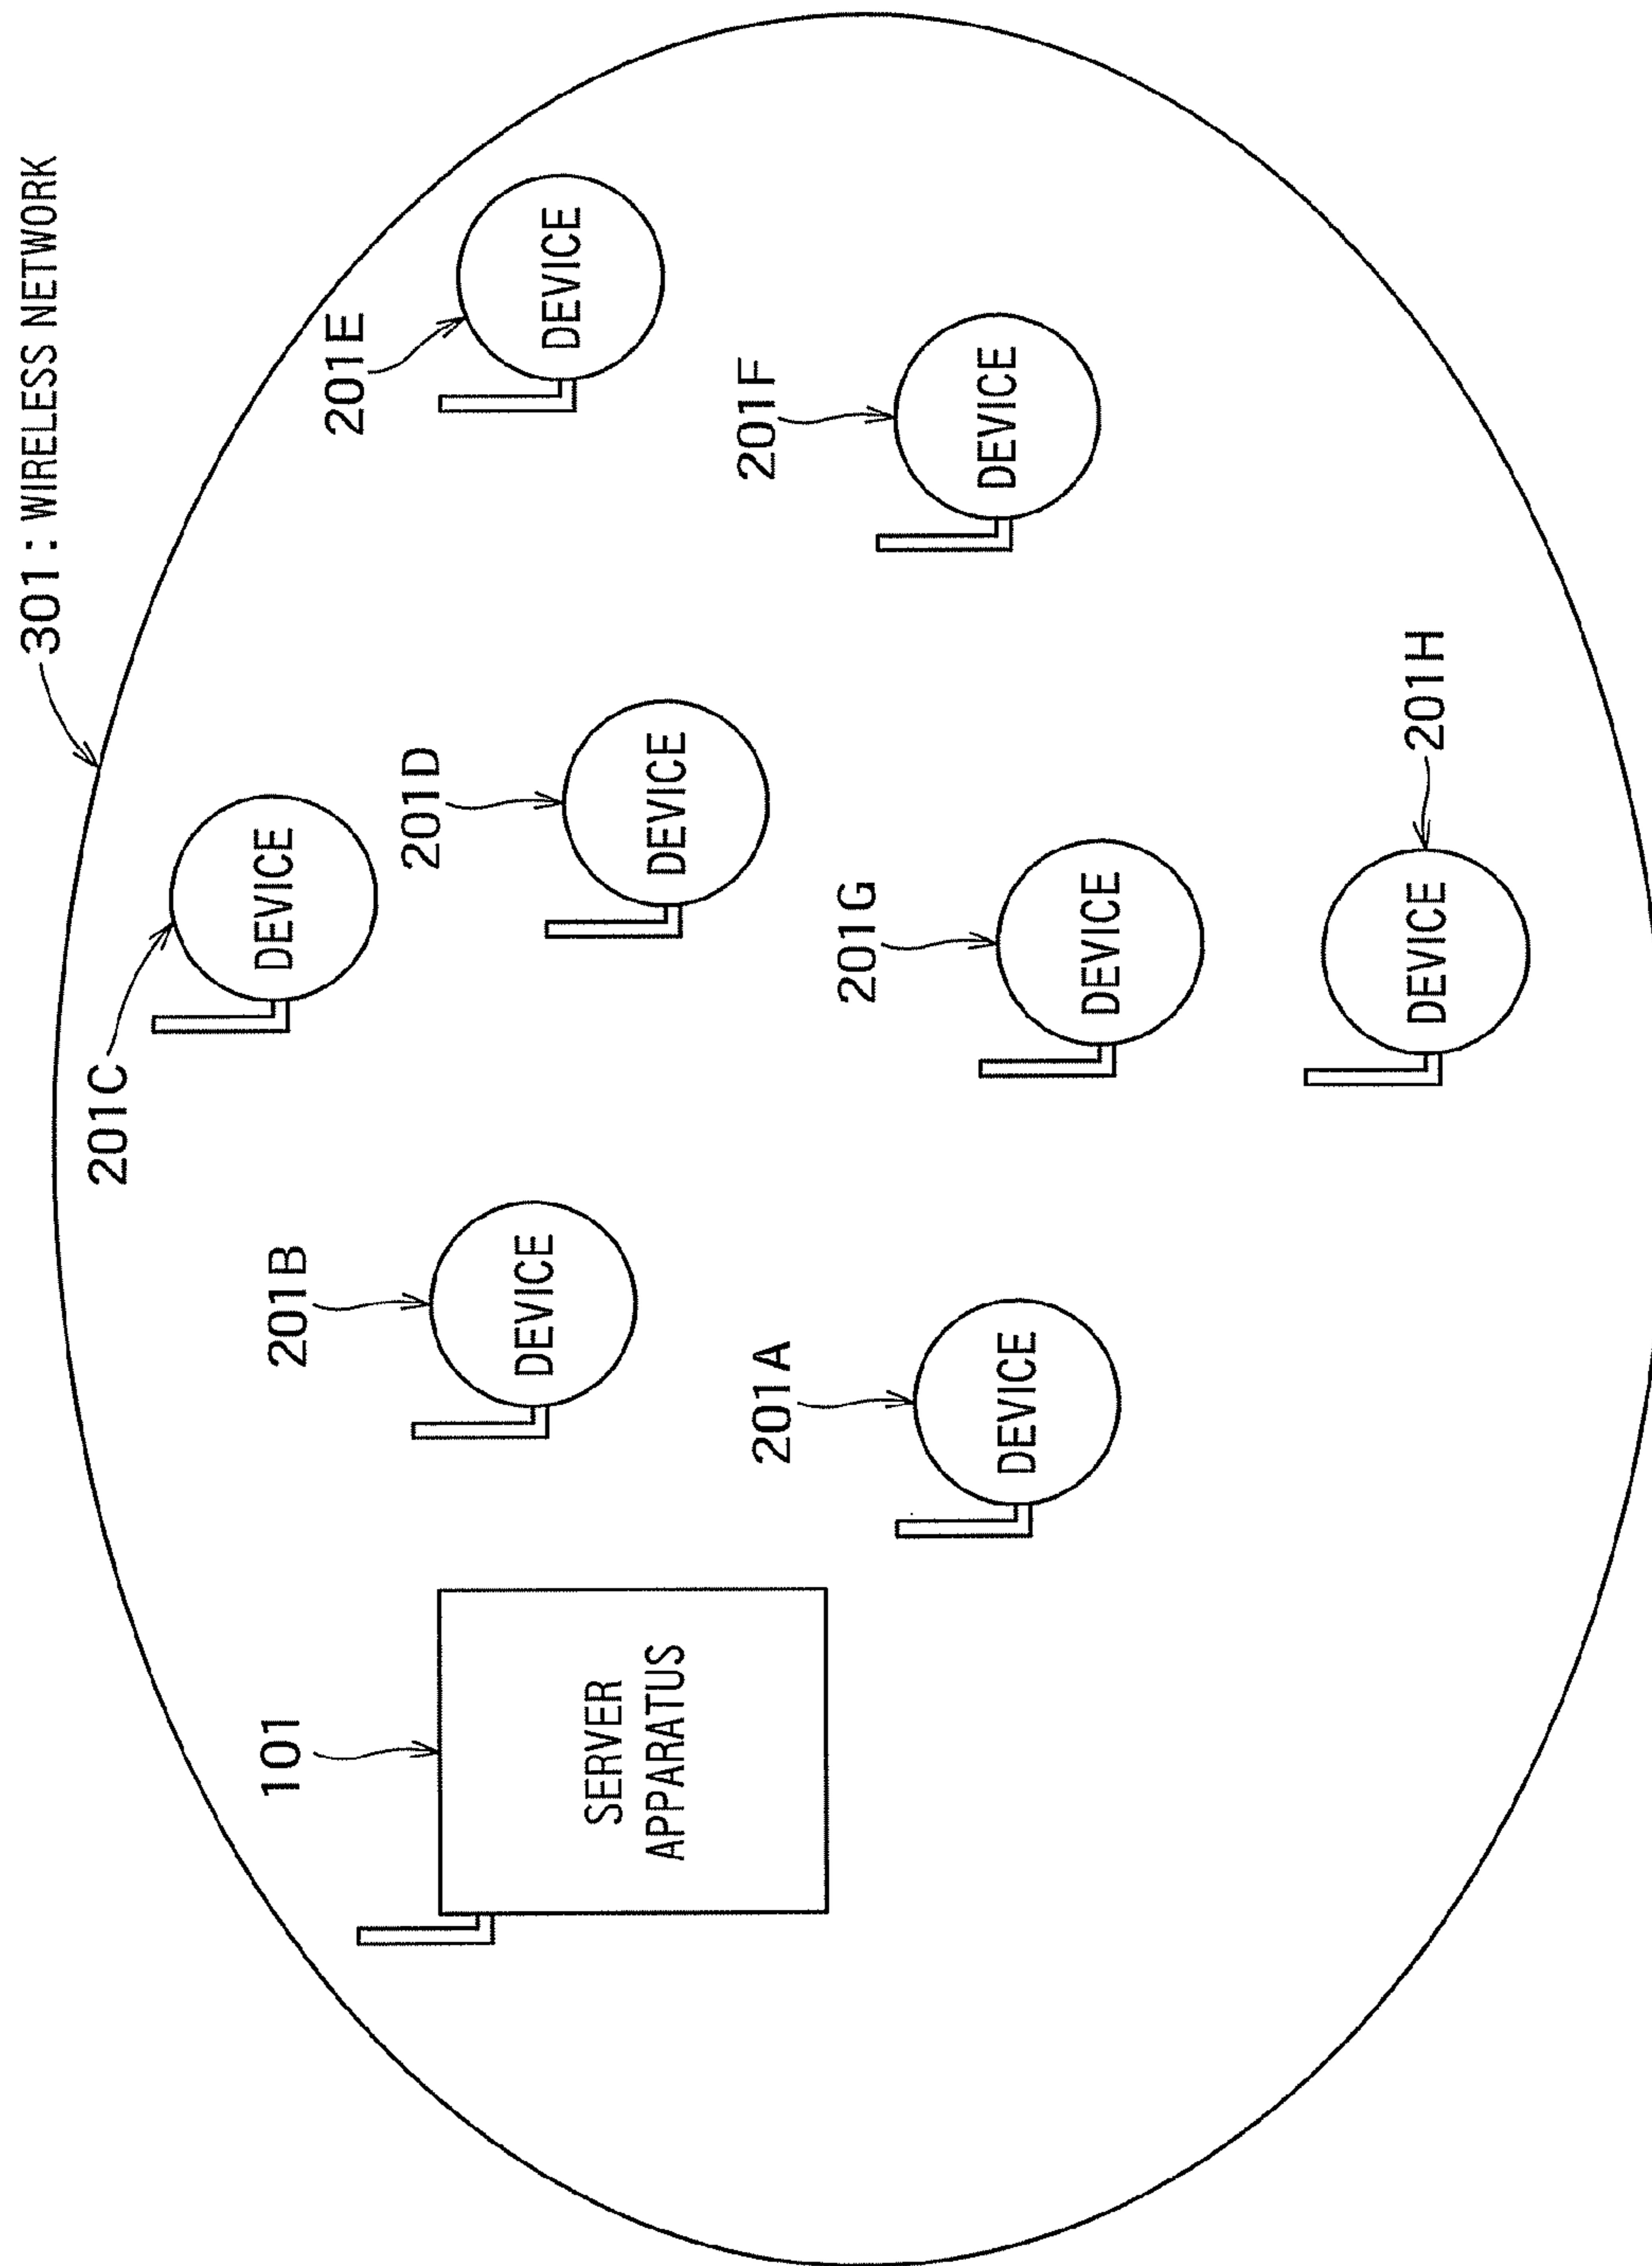 301 : WIRELESS NETWORK
201C
DEVICE
101
SERVER
APPARATUS
201B
DEVICE
201E
DEVICE
201D
DEVICE
201A
DEVICE
201F
DEVICE
201G
DEVICE
201H
DEVICE